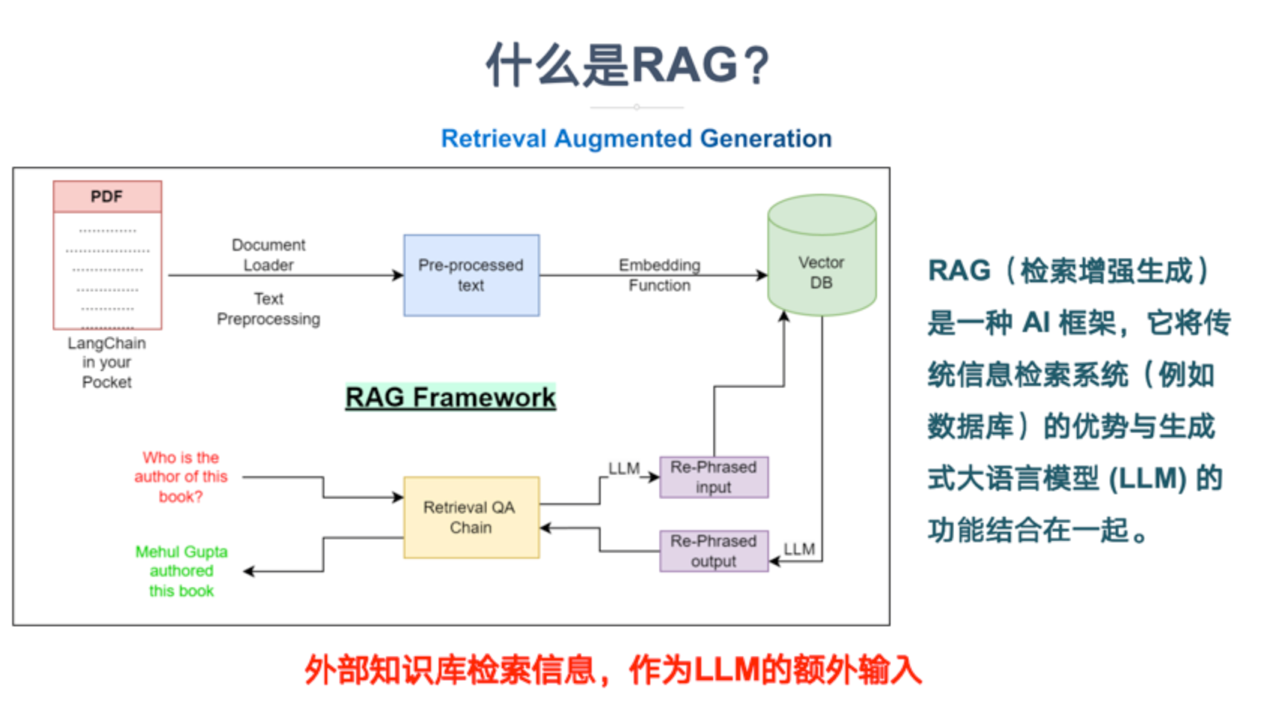 什么是RAG？
Retrieval Augmented Generation
PDF
LangChain
in your
Pocket
Document
Loader
Text
Preprocessing
Pre-processed
text
Embedding
Function
Vector
DB
RAG Framework
Who is the
author of this
book?
Mehul Gupta
authored
this book
Retrieval QA
Chain
LLM
Re-Phrased
input
Re-Phrased
output
LLM
RAG（检索增强生成）
是一种 AI 框架，它将传
统信息检索系统（例如
数据库）的优势与生成
式大语言模型 (LLM) 的
功能结合在一起。
外部知识库检索信息，作为LLM的额外输入